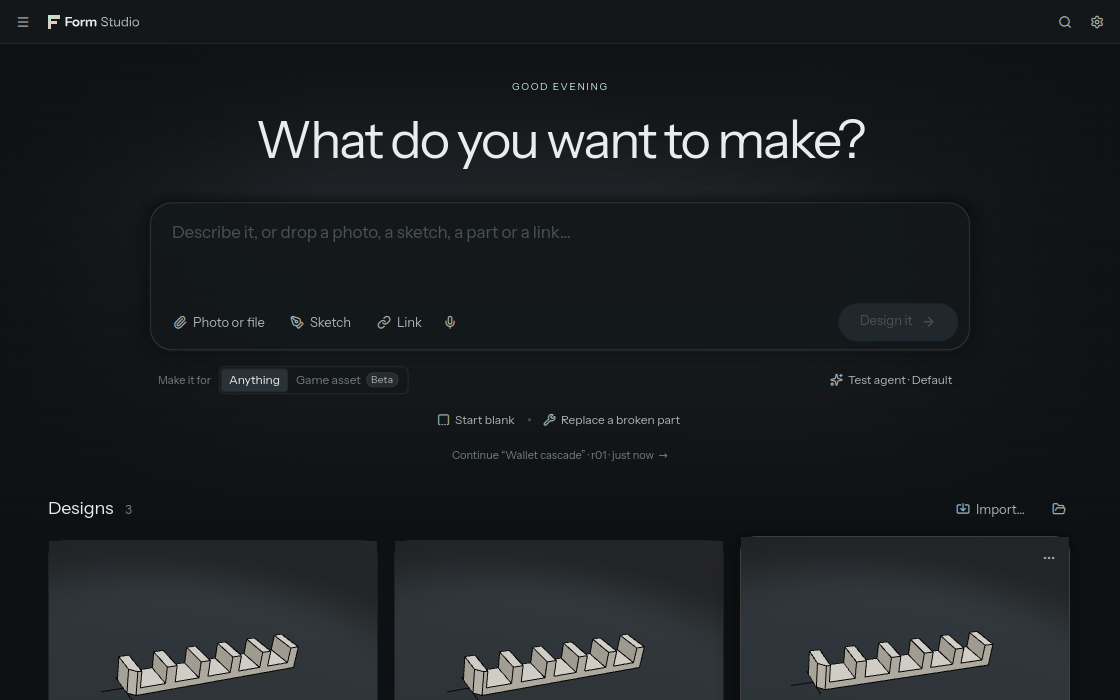 Form Studio
GOOD EVENING
What do you want to make?
Describe it, or drop a photo, a sketch, a part or a link...
Photo or file
Sketch
Link
Design it →
Make it for
Anything
Game asset
Beta
Test agent · Default
Start blank
Replace a broken part
Continue “Wallet cascade” · r01 · just now →
Designs 3
Import...